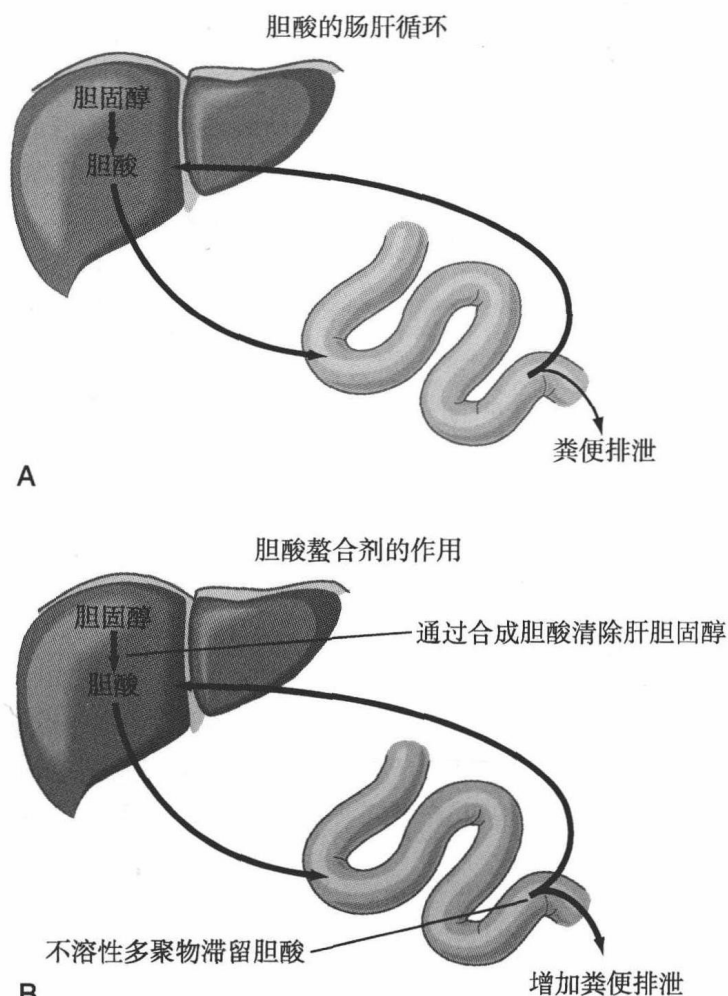 胆酸的肠肝循环
胆固醇
胆酸
粪便排泄
A
胆酸螯合剂的作用
胆固醇
通过合成胆酸清除肝胆固醇
胆酸
不溶性多聚物滞留胆酸
增加粪便排泄
B